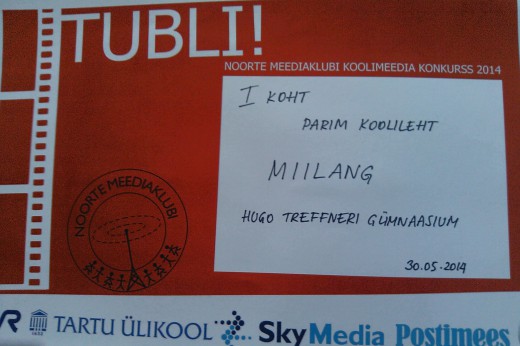 TUBLI!
NOORTE MEEDIAKLUBI KOOLIMEEDIA KONKURSS 2014
I KOHT
PARIM KOOLILEHT
MIILANG
HUGO TREFFNERI GÜMNAASIUM
30.05.2014
NOORTE MEEDIAKLUBI
R 1632 TARTU ÜLIKOOL SkyMedia Postimees